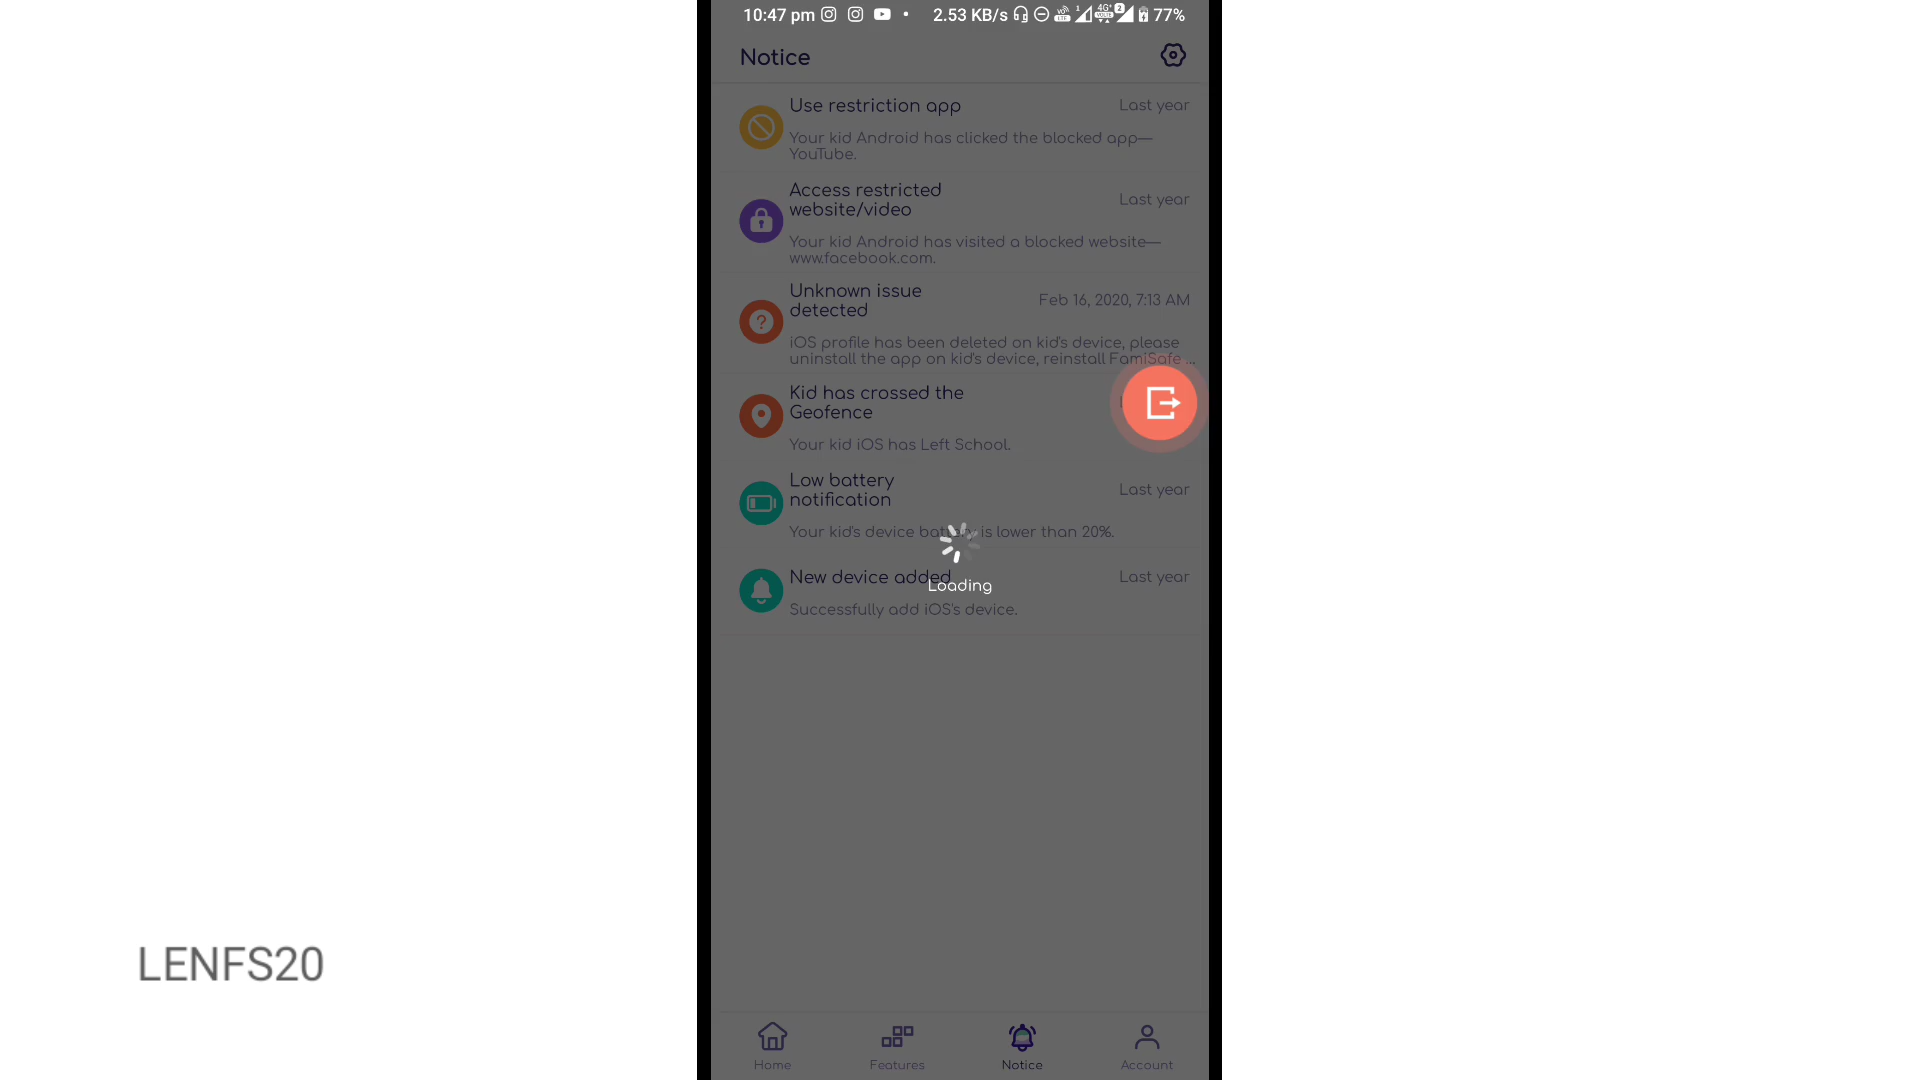 10:47 pm
2.53 KB/s
77%
Notice
Use restriction app
Last year
Your kid Android has clicked the blocked app—
YouTube.
Access restricted
website/video
Last year
Your kid Android has visited a blocked website—
www.facebook.com.
Unknown issue
detected
Feb 16, 2020, 7:13 AM
iOS profile has been deleted on kid's device, please
uninstall the app on kid's device, reinstall FamiSafe ...
Kid has crossed the
Geofence
Your kid iOS has Left School.
Low battery
notification
Last year
Your kid's device battery is lower than 20%.
Loading
New device added
Last year
Successfully add iOS's device.
LENFS20
Home
Features
Notice
Account